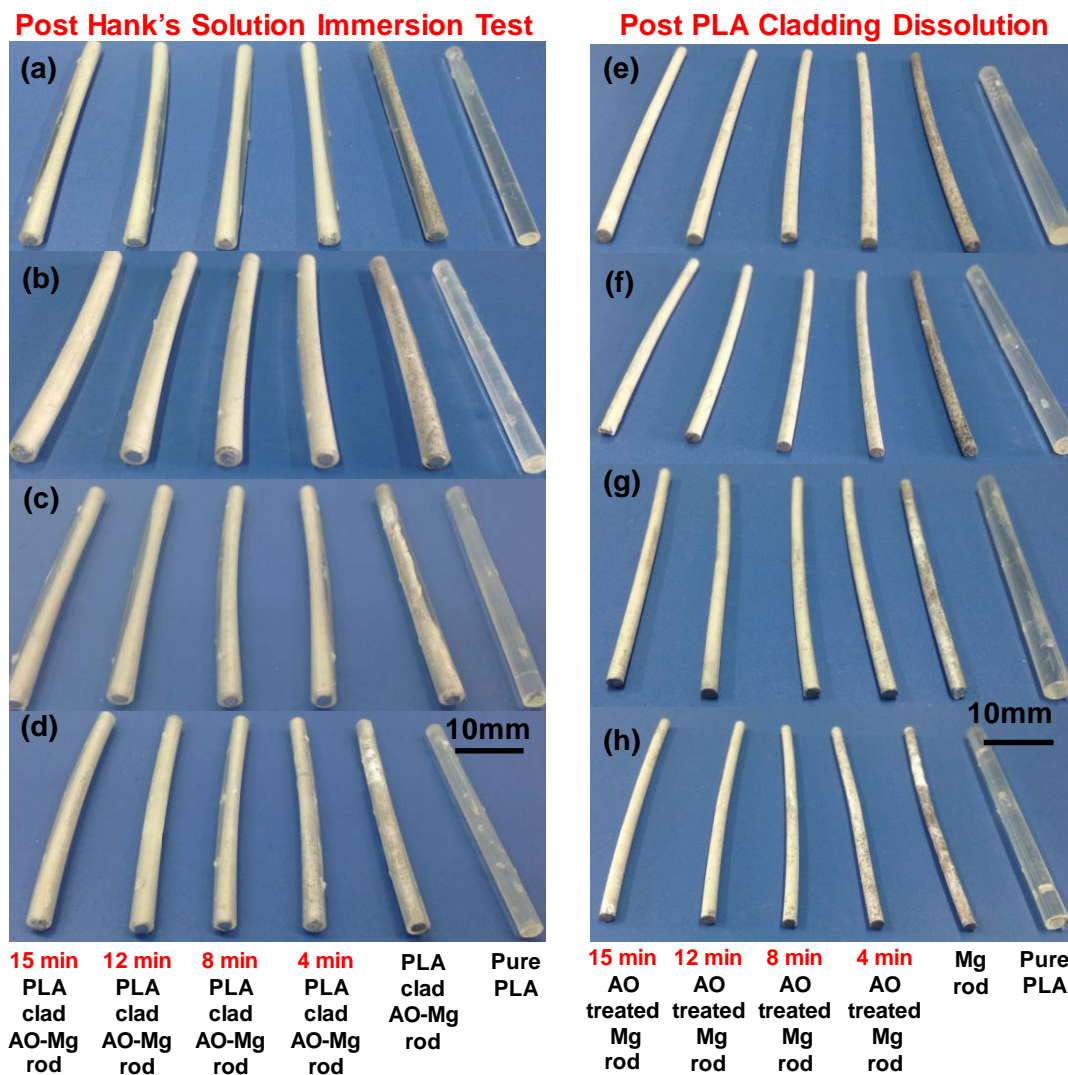 Post Hank's Solution Immersion Test
Post PLA Cladding Dissolution
(a)
(b)
(c)
(d)
10mm
(e)
(f)
(g)
(h)
10mm
15 min
PLA
clad
AO-Mg
rod
12 min
PLA
clad
AO-Mg
rod
8 min
PLA
clad
AO-Mg
rod
4 min
PLA
clad
AO-Mg
rod
PLA
clad
AO-Mg
rod
Pure
PLA
15 min
AO
treated
Mg
rod
12 min
AO
treated
Mg
rod
8 min
AO
treated
Mg
rod
4 min
AO
treated
Mg
rod
Mg
rod
Pure
PLA